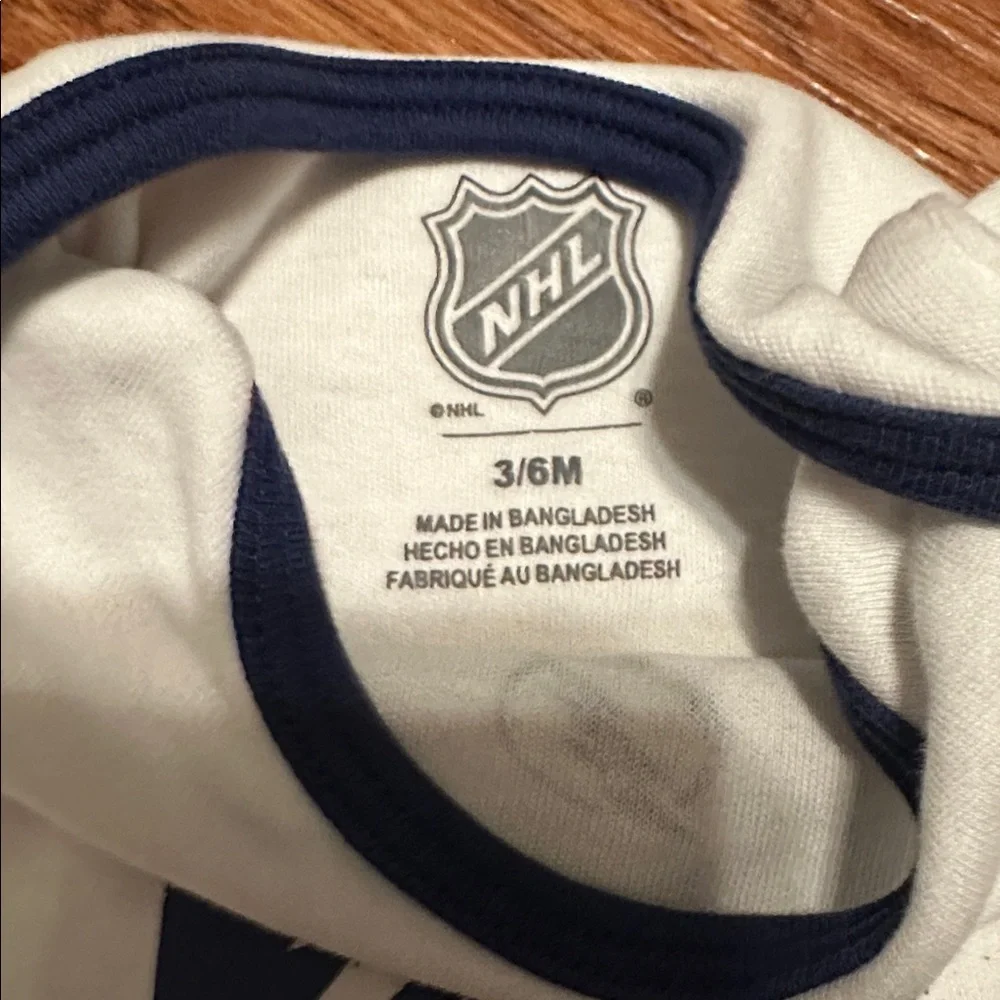 NHL
© NHL ®
3/6M
MADE IN BANGLADESH
HECHO EN BANGLADESH
FABRIQUÉ AU BANGLADESH